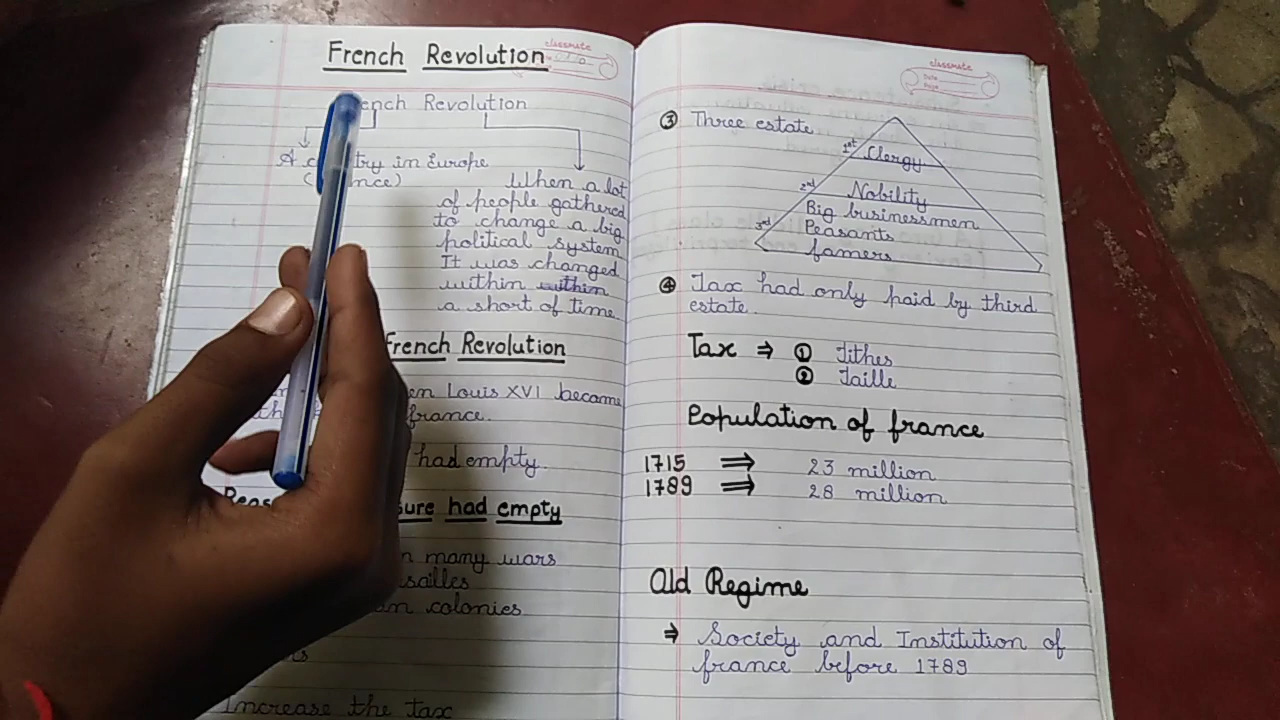 French Revolution
classmate
Revolution
A in Europe
When a lot
of people gathered
to change a big
political system
It was changed
within within
a short of time
French Revolution
Louis XVI became
france.
had empty.
had empty
many wars
colonies
Increase the tax
classmate
Date
Page
③ Three estate
1st Clergy
2nd Nobility
Big businessmen
3rd Peasants
famers
④ Tax had only paid by third
estate.
Tax ⇒ ① Tithes
② Taille
Population of france
1715 ⇒ 23 million
1789 ⇒ 28 million
Old Regime
⇒ Society and Institution of
france before 1789